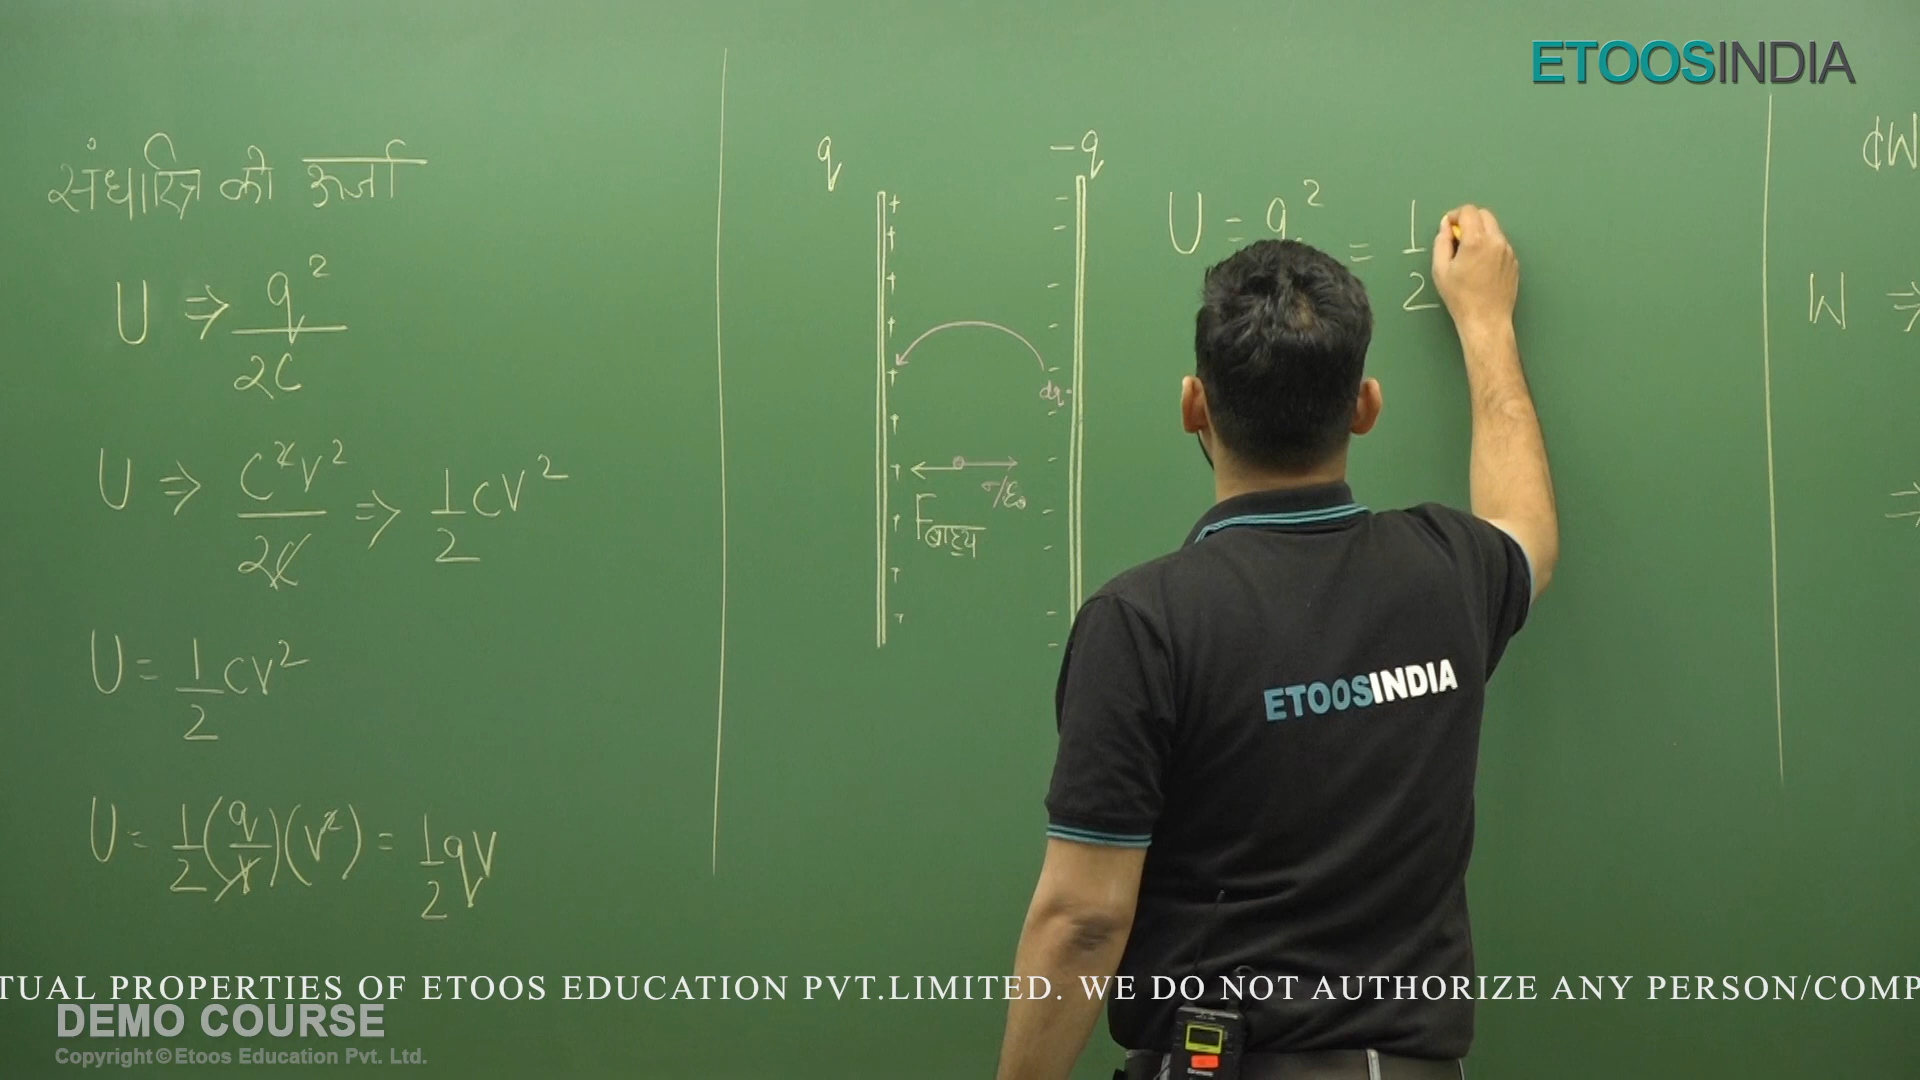 ETOOSINDIA
संधारित्र की ऊर्जा
U ⇒ q²/2C
U ⇒ C²V²/2C ⇒ 1/2 CV²
U = 1/2 CV²
U = 1/2 (q/V)(V²) = 1/2 qV
q
-q
dq
σ/ε₀
Fबाह्य
U = q² = 1/2
dW
W ⇒
⇒
ETOOSINDIA
TUAL PROPERTIES OF ETOOS EDUCATION PVT.LIMITED. WE DO NOT AUTHORIZE ANY PERSON/COMP
DEMO COURSE
Copyright © Etoos Education Pvt. Ltd.